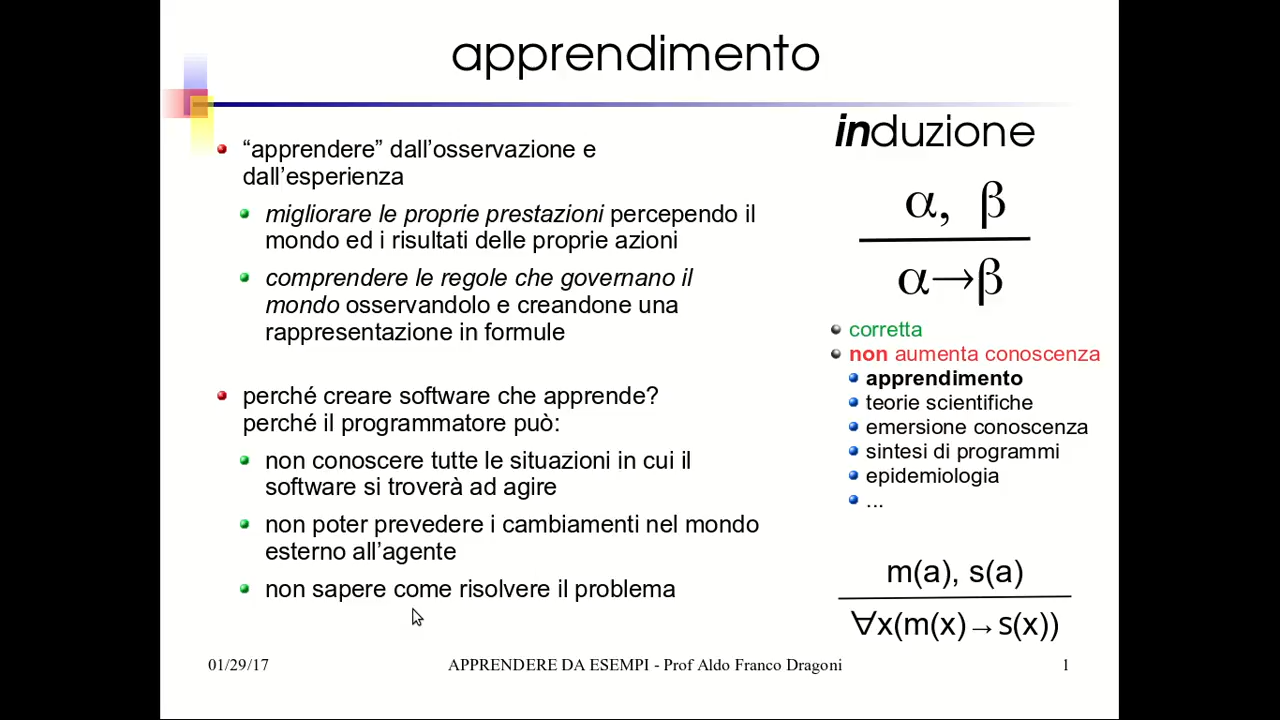 apprendimento
“apprendere” dall’osservazione e
dall’esperienza
migliorare le proprie prestazioni percependo il
mondo ed i risultati delle proprie azioni
comprendere le regole che governano il
mondo osservandolo e creandone una
rappresentazione in formule
perché creare software che apprende?
perché il programmatore può:
non conoscere tutte le situazioni in cui il
software si troverà ad agire
non poter prevedere i cambiamenti nel mondo
esterno all’agente
non sapere come risolvere il problema
induzione
α, β
α→β
corretta
non aumenta conoscenza
apprendimento
teorie scientifiche
emersione conoscenza
sintesi di programmi
epidemiologia
...
m(a), s(a)
∀x(m(x)→s(x))
01/29/17
APPRENDERE DA ESEMPI - Prof Aldo Franco Dragoni
1